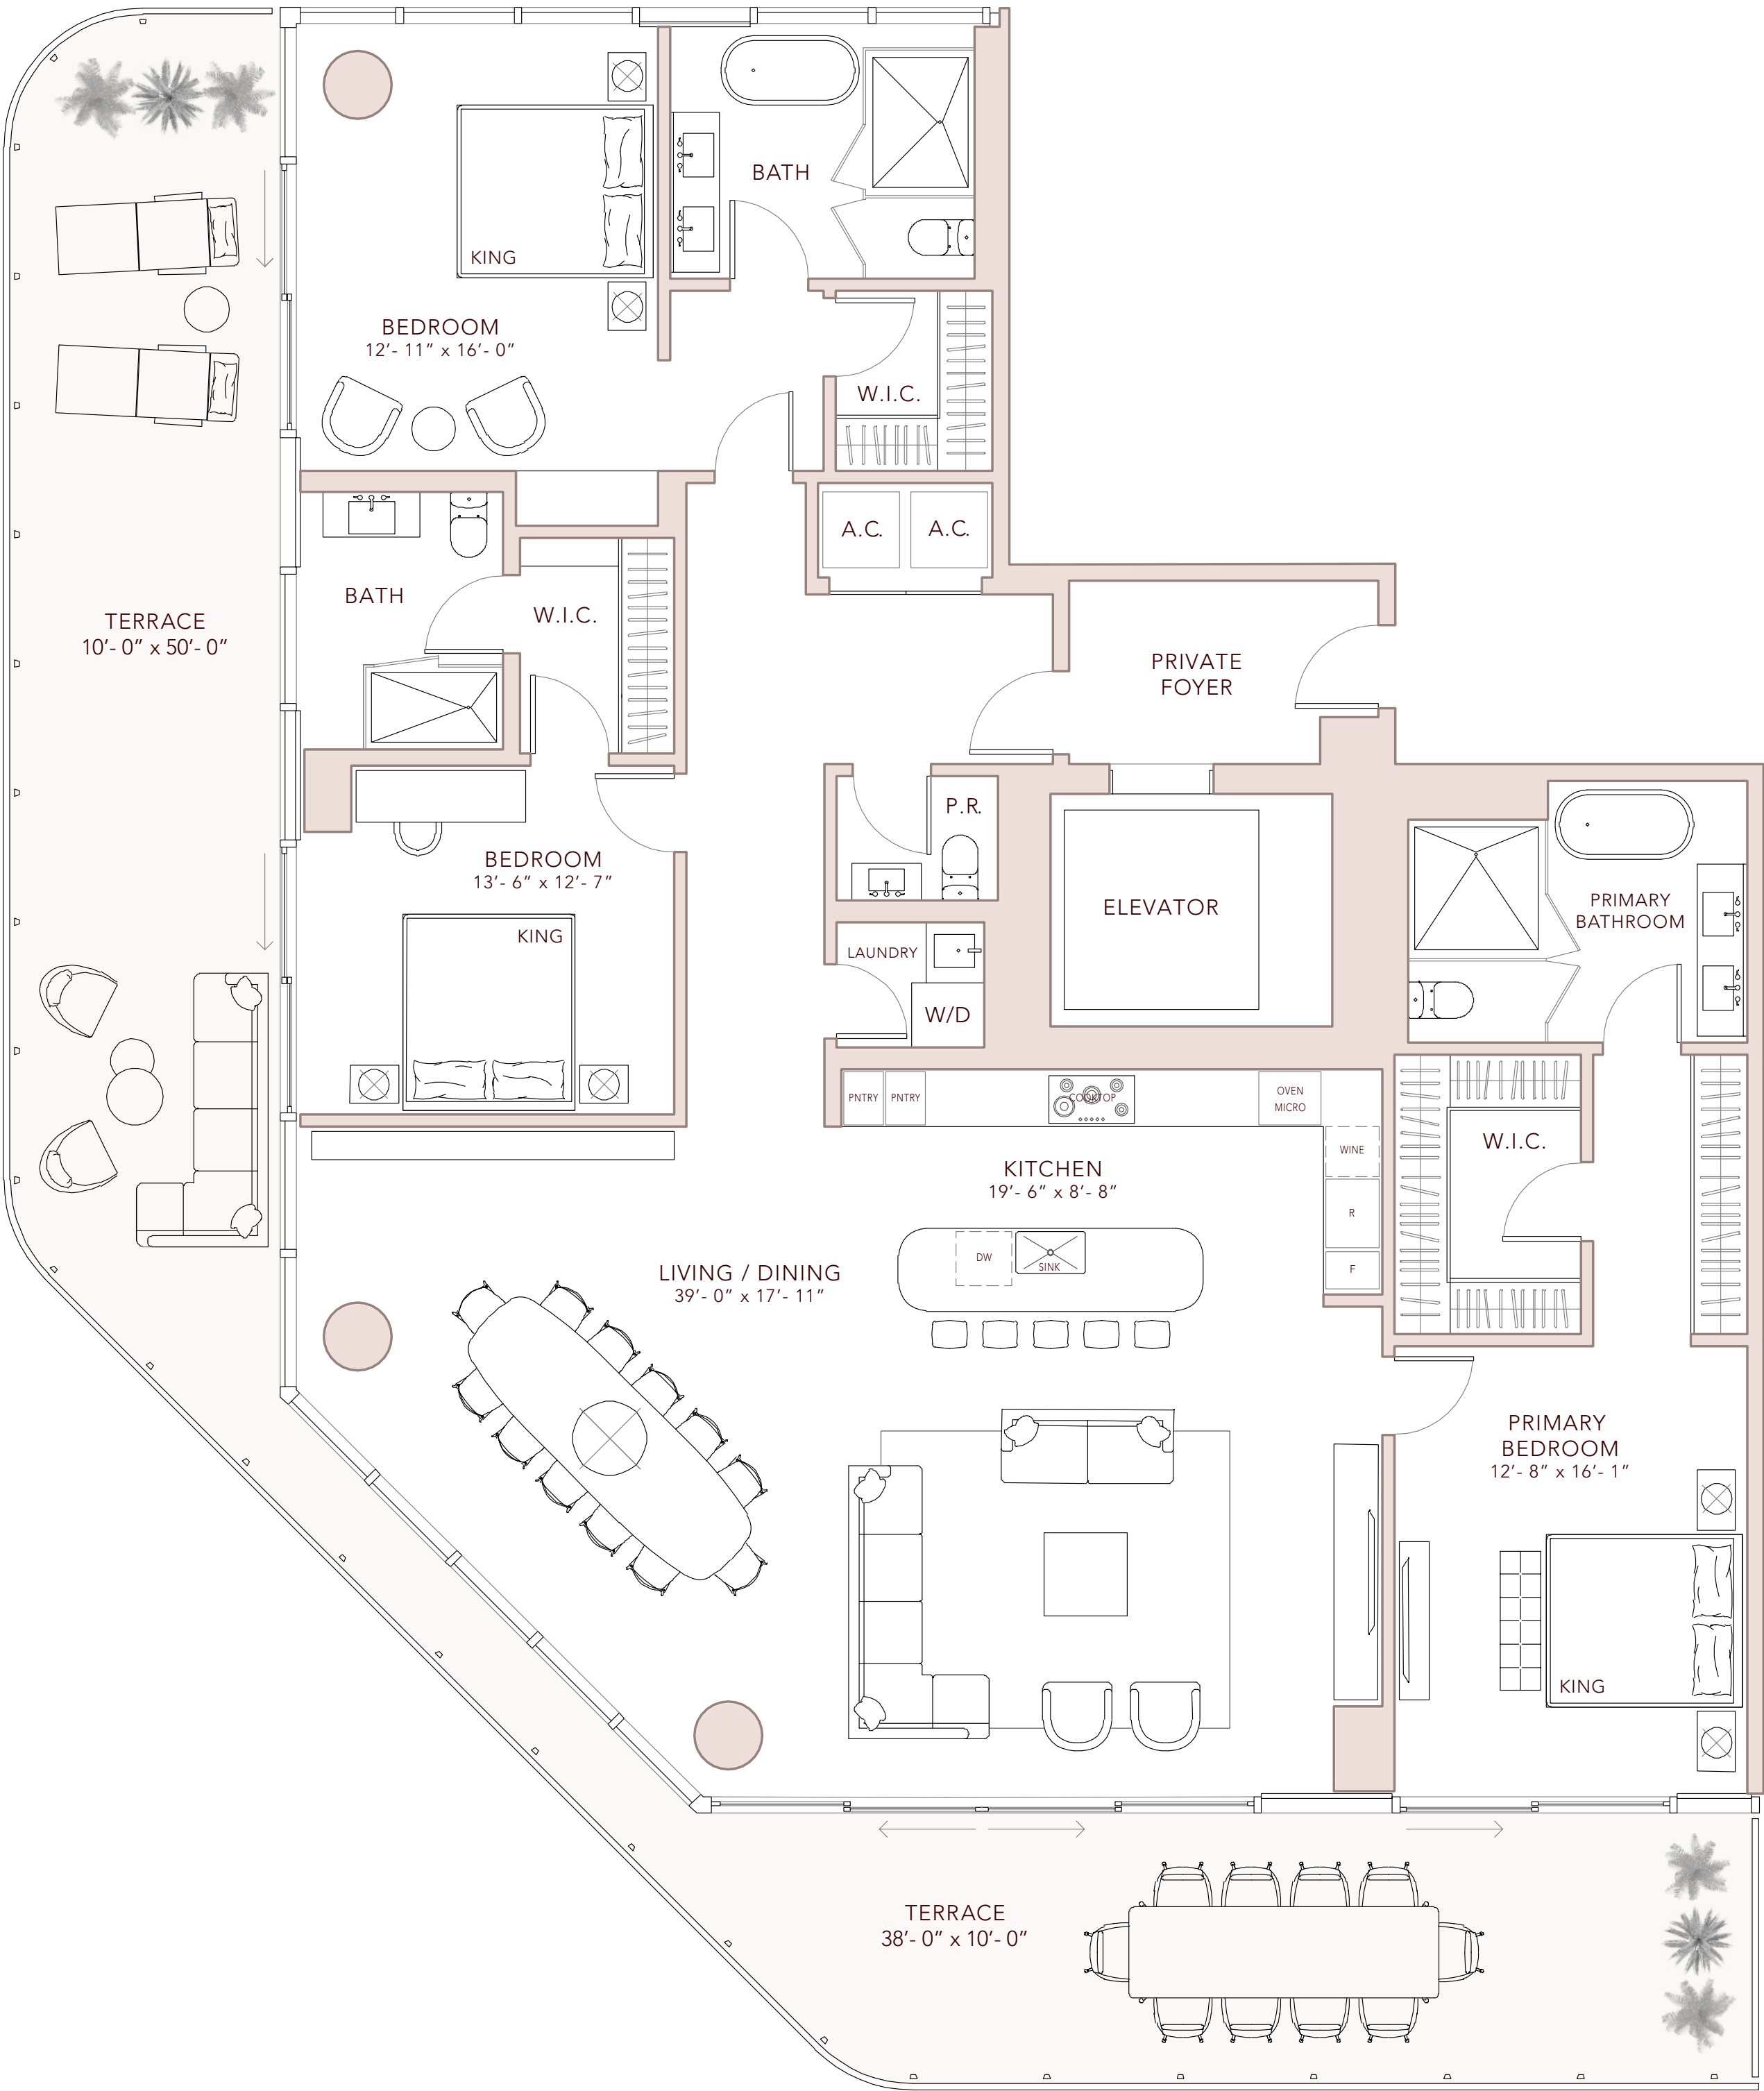 BATH
KING
BEDROOM
12’- 11” x 16’- 0”
W.I.C.
A.C.
A.C.
BATH
W.I.C.
TERRACE
10’- 0” x 50’- 0”
PRIVATE
FOYER
P.R.
BEDROOM
13’- 6” x 12’- 7”
KING
ELEVATOR
PRIMARY
BATHROOM
LAUNDRY
W/D
PNTRY
PNTRY
COOKTOP
OVEN
MICRO
WINE
R
F
W.I.C.
KITCHEN
19’- 6” x 8’- 8”
DW
SINK
LIVING / DINING
39’- 0” x 17’- 11”
PRIMARY
BEDROOM
12’- 8” x 16’- 1”
KING
TERRACE
38’- 0” x 10’- 0”